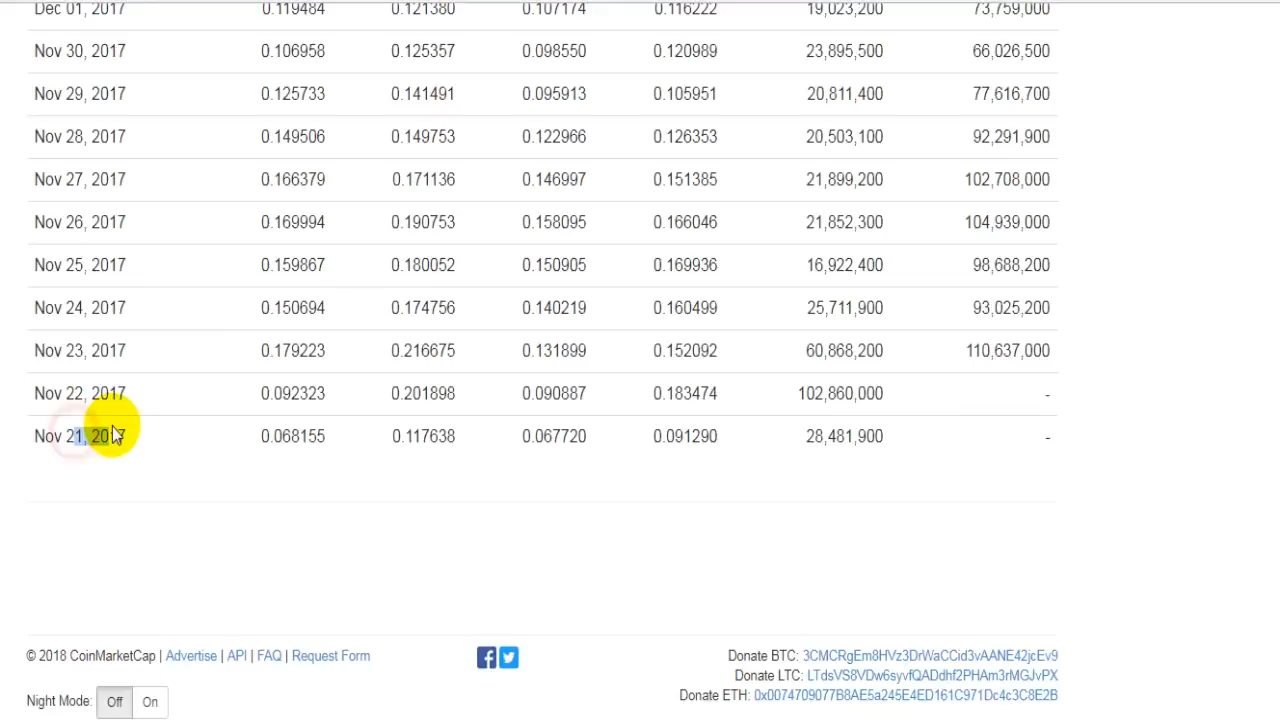 Dec 01, 2017 0.119484 0.121380 0.107174 0.116222 19,023,200 73,759,000
Nov 30, 2017 0.106958 0.125357 0.098550 0.120989 23,895,500 66,026,500
Nov 29, 2017 0.125733 0.141491 0.095913 0.105951 20,811,400 77,616,700
Nov 28, 2017 0.149506 0.149753 0.122966 0.126353 20,503,100 92,291,900
Nov 27, 2017 0.166379 0.171136 0.146997 0.151385 21,899,200 102,708,000
Nov 26, 2017 0.169994 0.190753 0.158095 0.166046 21,852,300 104,939,000
Nov 25, 2017 0.159867 0.180052 0.150905 0.169936 16,922,400 98,688,200
Nov 24, 2017 0.150694 0.174756 0.140219 0.160499 25,711,900 93,025,200
Nov 23, 2017 0.179223 0.216675 0.131899 0.152092 60,868,200 110,637,000
Nov 22, 2017 0.092323 0.201898 0.090887 0.183474 102,860,000 -
Nov 21, 2017 0.068155 0.117638 0.067720 0.091290 28,481,900 -
© 2018 CoinMarketCap | Advertise | API | FAQ | Request Form
Donate BTC: 3CMCRgEm8HVz3DrWaCCid3vAANE42jcEv9
Donate LTC: LTdsVS8VDw6syvfQADdhf2PHAm3rMGJvPX
Donate ETH: 0x0074709077B8AE5a245E4ED161C971Dc4c3C8E2B
Night Mode: Off On